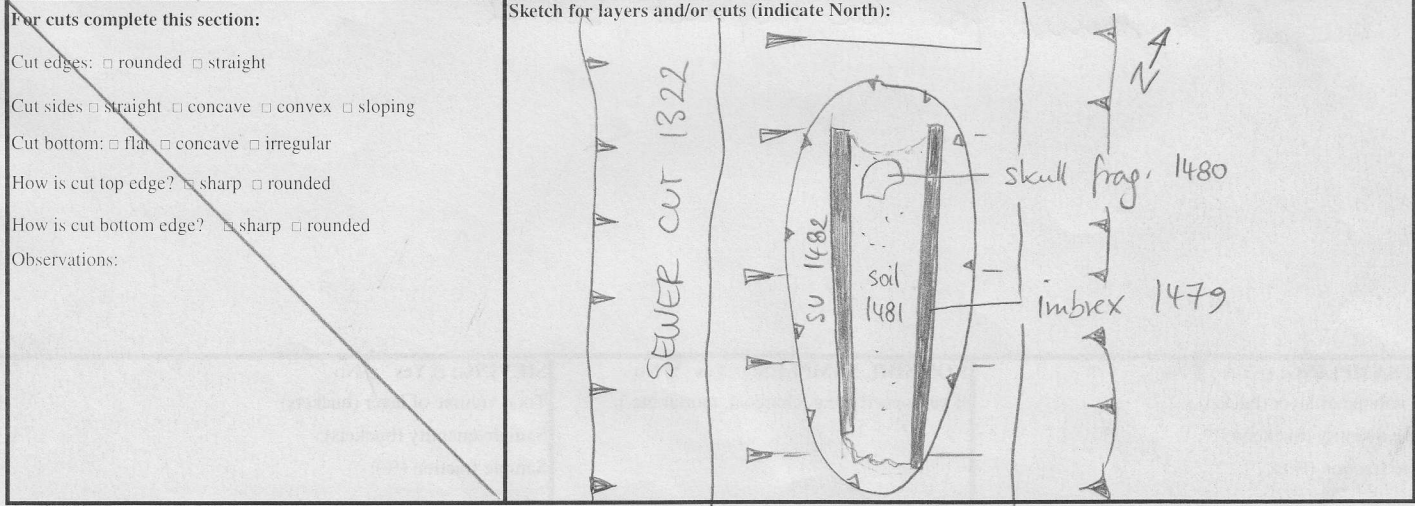 For cuts complete this section:
Cut edges: □ rounded □ straight
Cut sides □ straight □ concave □ convex □ sloping
Cut bottom: □ flat □ concave □ irregular
How is cut top edge? □ sharp □ rounded
How is cut bottom edge? □ sharp □ rounded
Observations:
Sketch for layers and/or cuts (indicate North):
N
SEWER CUT 1322
SU 1482
skull frag. 1480
soil
1481
imbrex 1479